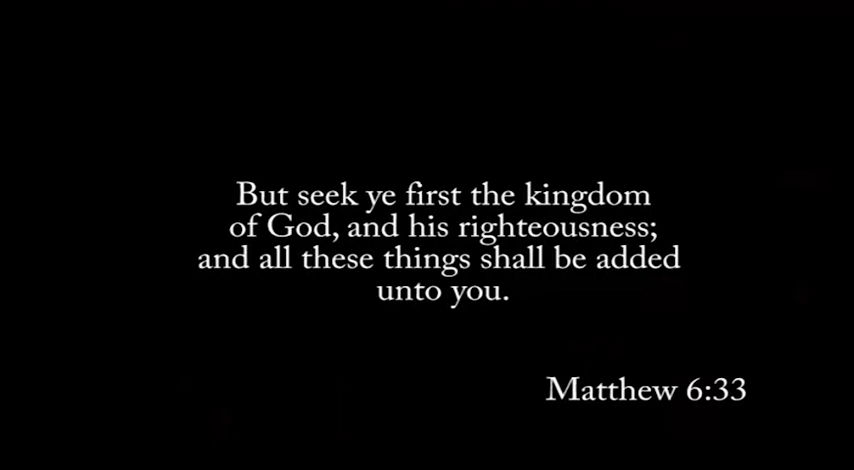 But seek ye first the kingdom
of God, and his righteousness;
and all these things shall be added
unto you.
Matthew 6:33